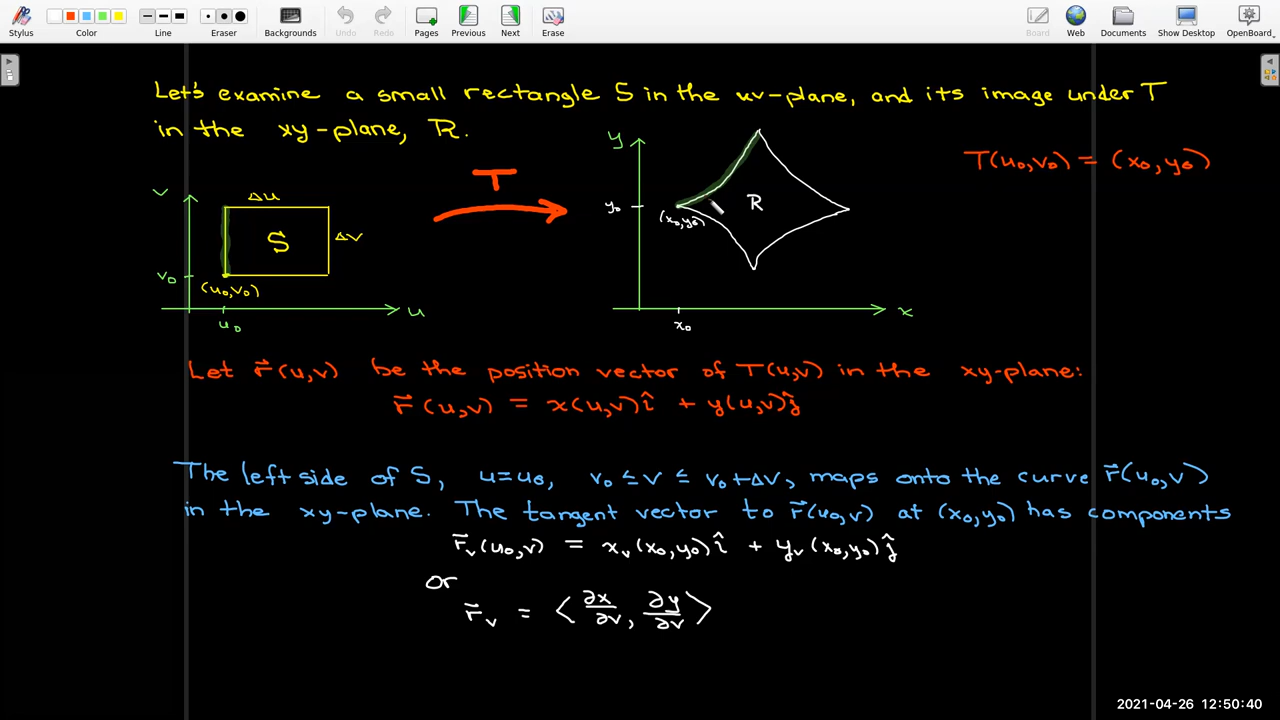 Stylus
Color
Line
Eraser
Backgrounds
Undo
Redo
Pages
Previous
Next
Erase
Board
Web
Documents
Show Desktop
OpenBoard
Let's examine a small rectangle S in the uv-plane, and its image under T
in the xy-plane, R.
T(u₀,v₀) = (x₀,y₀)
v
Δu
S
Δv
v₀
(u₀,v₀)
u₀
u
T
y
y₀
(x₀,y₀)
R
x₀
x
Let r⃗(u,v) be the position vector of T(u,v) in the xy-plane:
r⃗(u,v) = x(u,v)î + y(u,v)ĵ
The left side of S, u=u₀, v₀ ≤ v ≤ v₀+Δv, maps onto the curve r⃗(u₀,v)
in the xy-plane. The tangent vector to r⃗(u₀,v) at (x₀,y₀) has components
r⃗ᵥ(u₀,v) = xᵥ(x₀,y₀)î + yᵥ(x₀,y₀)ĵ
or
r⃗ᵥ = ⟨∂x/∂v, ∂y/∂v⟩
2021-04-26 12:50:40